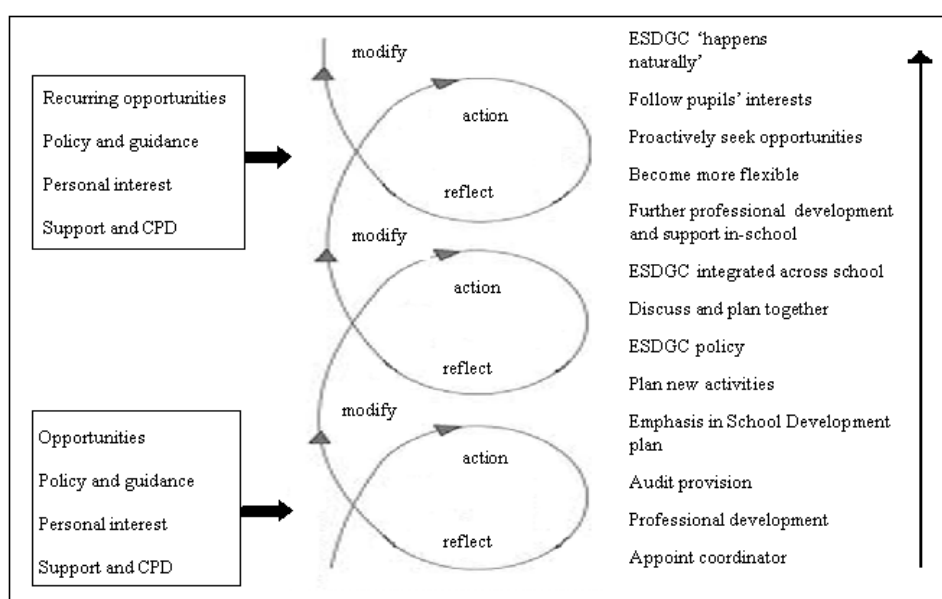 Recurring opportunities
Policy and guidance
Personal interest
Support and CPD
Opportunities
Policy and guidance
Personal interest
Support and CPD
modify
action
reflect
modify
action
reflect
modify
action
reflect
ESDGC ‘happens
naturally’
Follow pupils’ interests
Proactively seek opportunities
Become more flexible
Further professional development
and support in-school
ESDGC integrated across school
Discuss and plan together
ESDGC policy
Plan new activities
Emphasis in School Development
plan
Audit provision
Professional development
Appoint coordinator